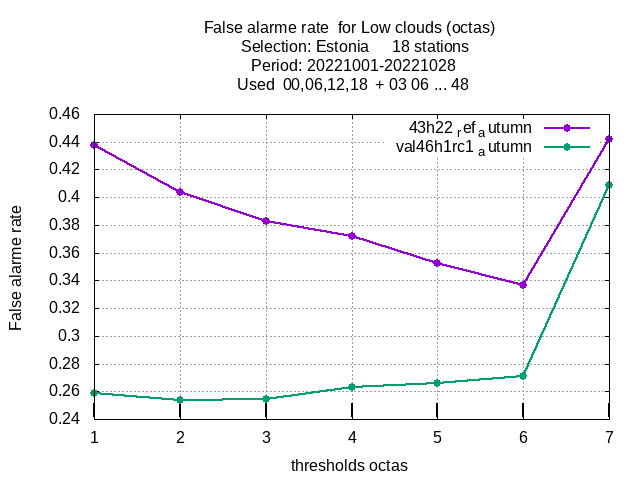 False alarme rate  for Low clouds (octas)
Selection: Estonia     18 stations
Period: 20221001-20221028
Used  00,06,12,18  + 03 06 ... 48
43h22_ref_autumn
val46h1rc1_autumn
0.46
0.44
0.42
0.4
0.38
0.36
0.34
0.32
0.3
0.28
0.26
0.24
False alarme rate
1 2 3 4 5 6 7
thresholds octas